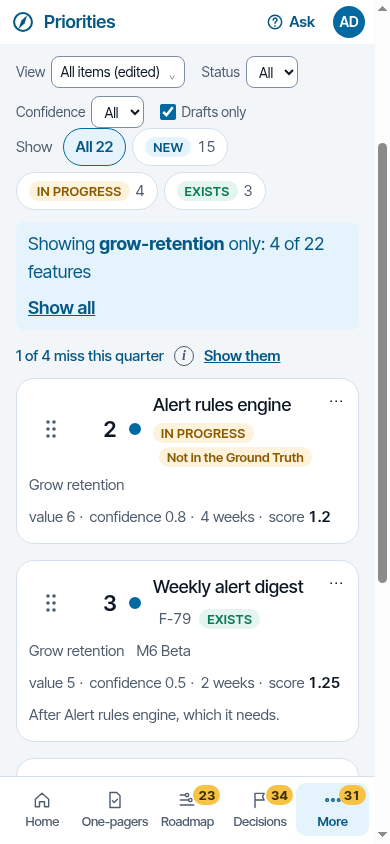 Priorities
Ask
AD
View All items (edited) Status All
Confidence All Drafts only
Show All 22 NEW 15
IN PROGRESS 4 EXISTS 3
Showing grow-retention only: 4 of 22
features
Show all
1 of 4 miss this quarter i Show them
Alert rules engine ...
2 IN PROGRESS
Not in the Ground Truth
Grow retention
value 6 · confidence 0.8 · 4 weeks · score 1.2
Weekly alert digest ...
3 F-79 EXISTS
Grow retention M6 Beta
value 5 · confidence 0.5 · 2 weeks · score 1.25
After Alert rules engine, which it needs.
23 34 31
Home One-pagers Roadmap Decisions More